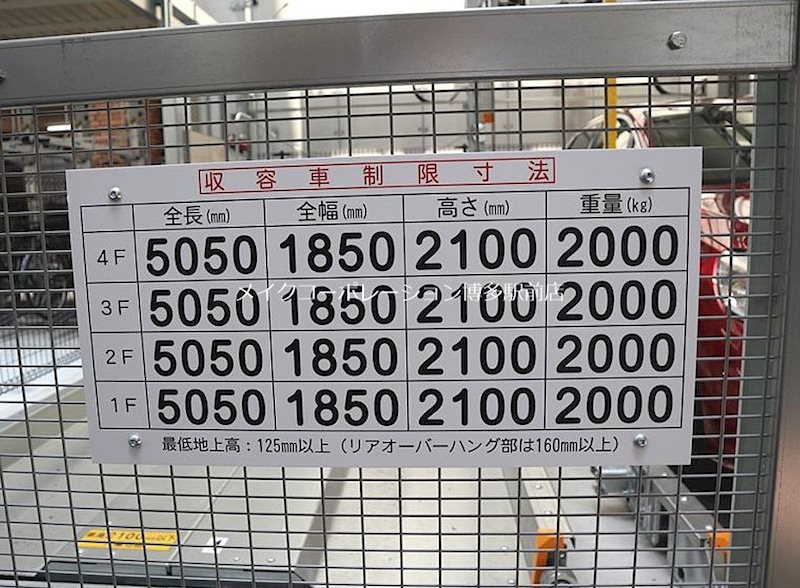 収容車制限寸法
全長(mm) 全幅(mm) 高さ(mm) 重量(kg)
4F 5050 1850 2100 2000
3F 5050 1850 2100 2000
メイクコーポレーション博多駅前店
2F 5050 1850 2100 2000
1F 5050 1850 2100 2000
最低地上高：125mm以上（リアオーバーハング部は160mm以上）